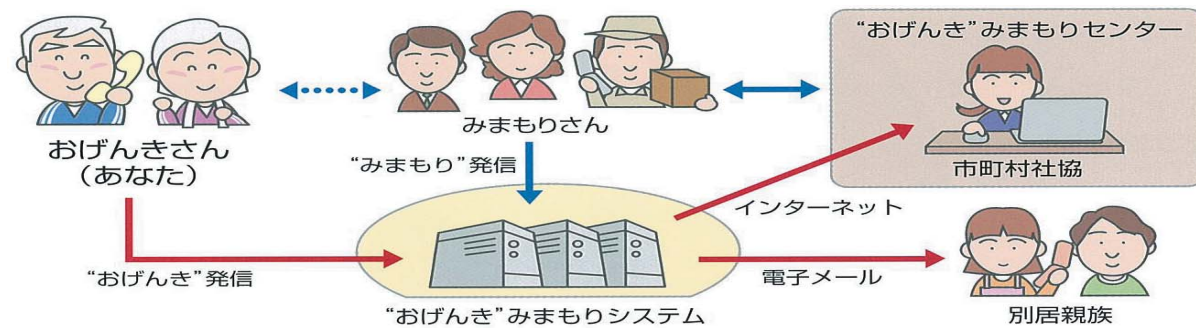 “おげんき”みまもりセンター
みまもりさん
おげんきさん
(あなた)
“みまもり”発信
市町村社協
インターネット
“おげんき”発信
電子メール
“おげんき”みまもりシステム
別居親族